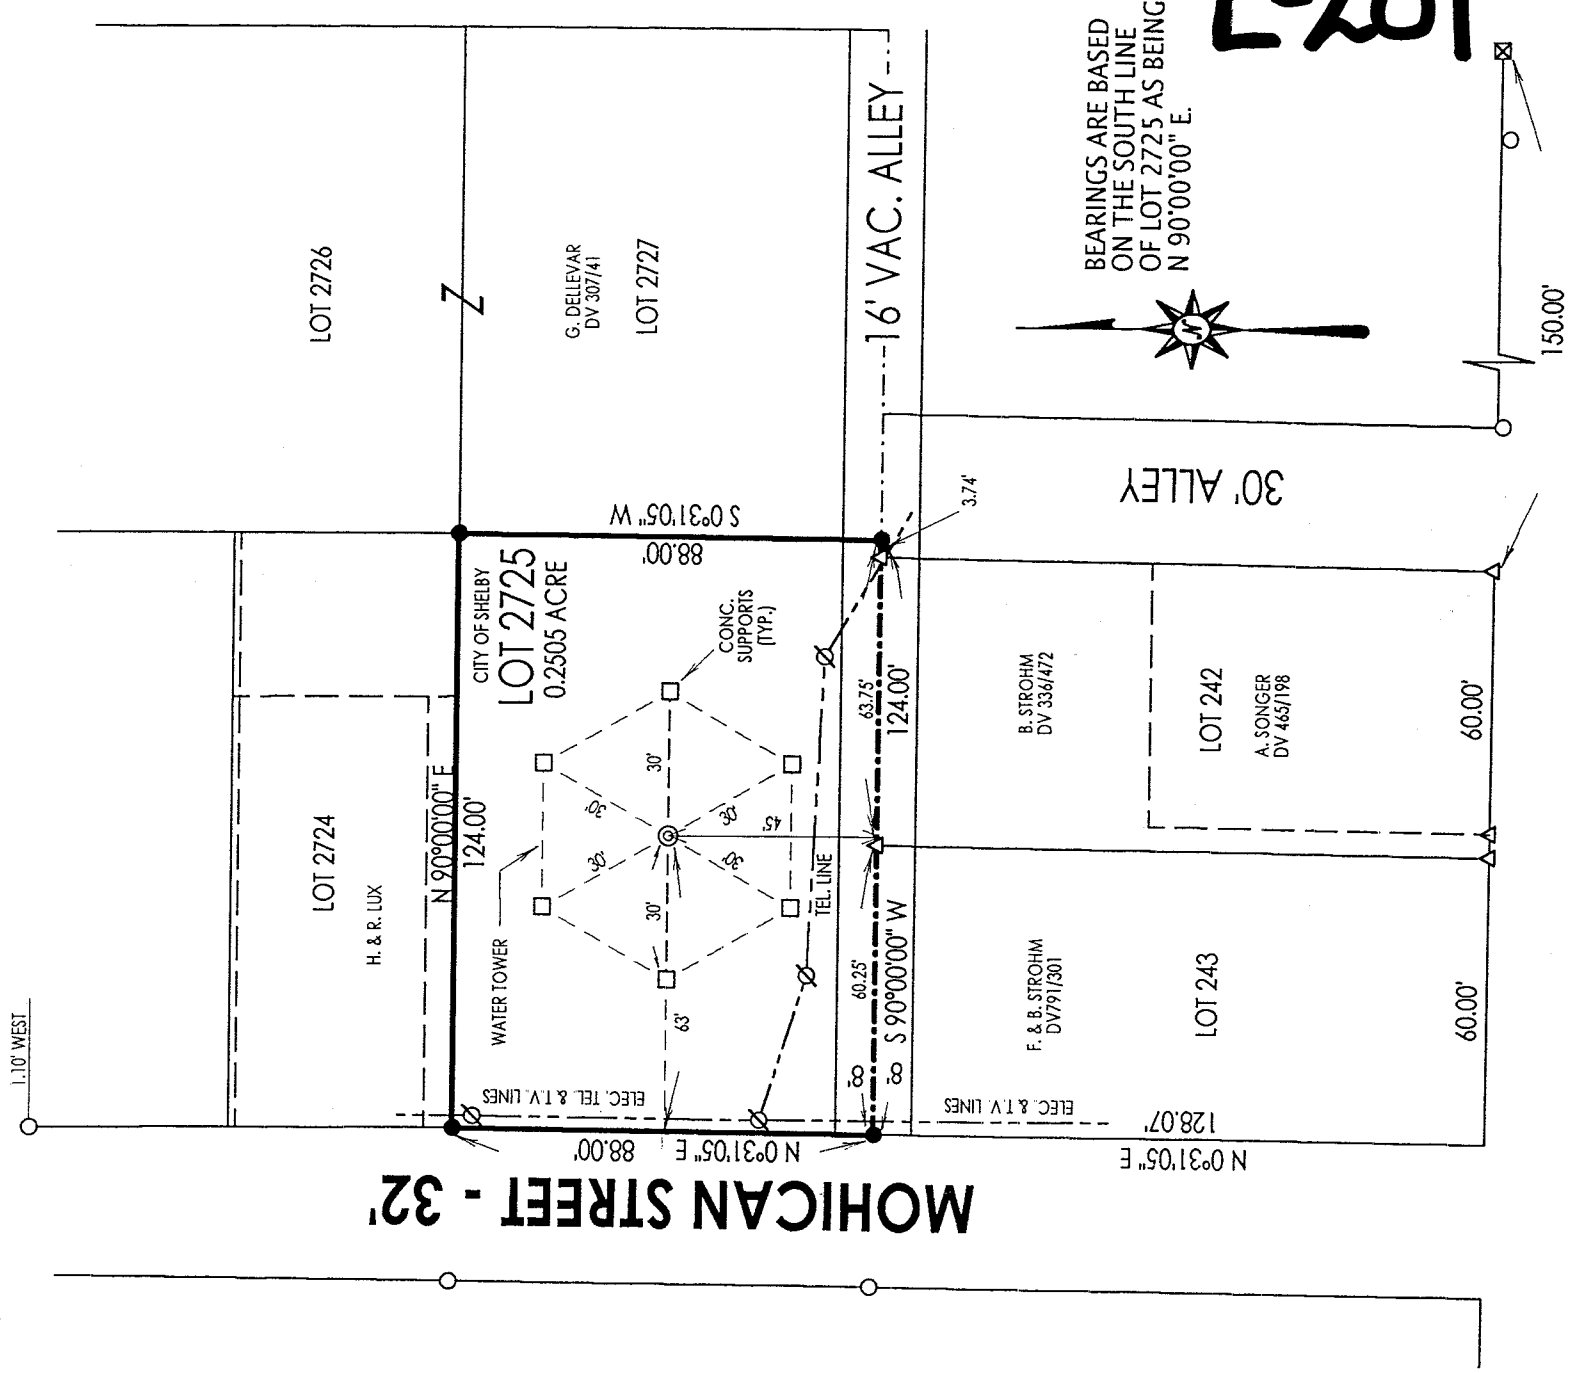 L-201
BEARINGS ARE BASED
ON THE SOUTH LINE
OF LOT 2725 AS BEING
N 90°00'00" E.
N
150.00'
1.10' WEST
LOT 2724
H. & R. LUX
LOT 2726
Z
G. DELLEVAR
DV 307/41
LOT 2727
16' VAC. ALLEY
30' ALLEY
3.74'
S 0°31'05" W
88.00'
CITY OF SHELBY
LOT 2725
0.2505 ACRE
N 90°00'00" E
124.00'
CONC.
SUPPORTS
(TYP.)
WATER TOWER
30'
30'
30'
30'
30'
30'
45'
63'
TEL. LINE
ELEC. TEL. & T.V. LINES
63.75'
124.00'
60.25'
S 90°00'00" W
8'
8'
88.00'
N 0°31'05" E
ELEC. & T.V. LINES
128.07'
N 0°31'05" E
B. STROHM
DV 336/472
LOT 242
A. SONGER
DV 465/198
60.00'
F. & B. STROHM
DV791/301
LOT 243
60.00'
MOHICAN STREET - 32'